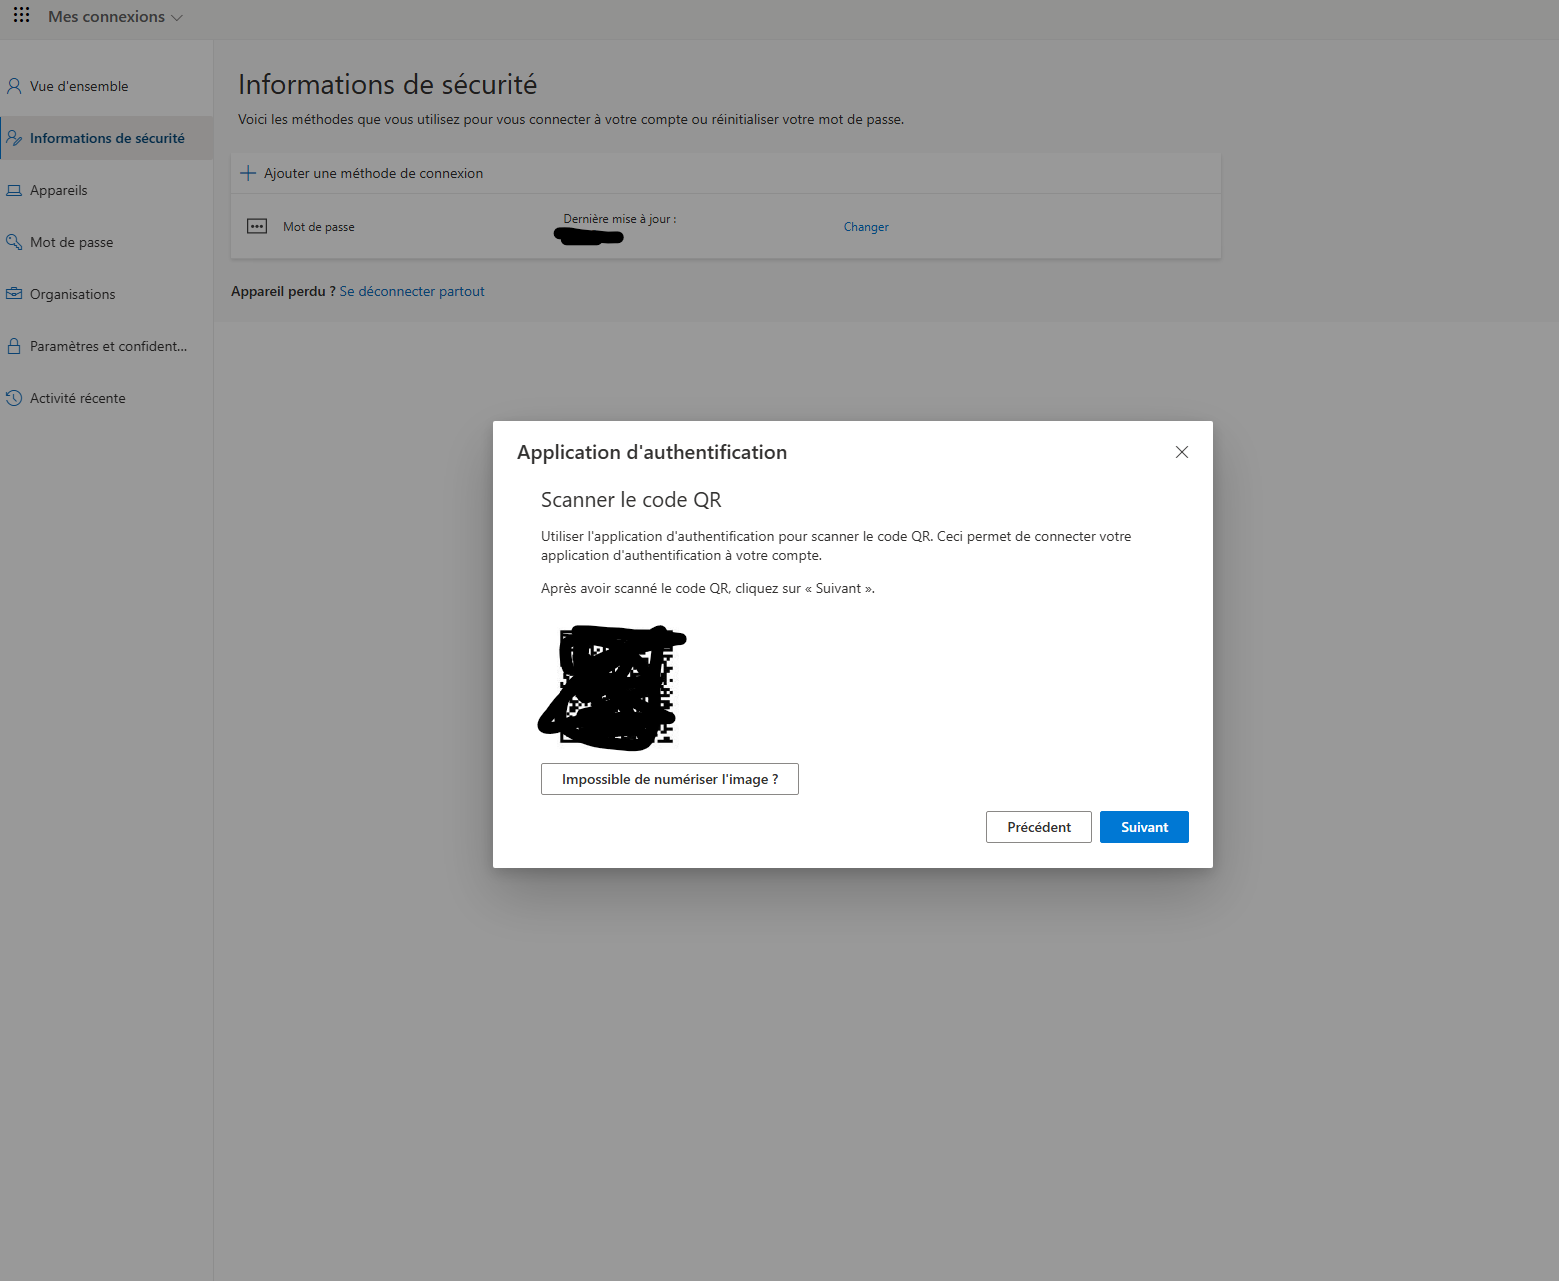 Mes connexions
Vue d'ensemble
Informations de sécurité
Appareils
Mot de passe
Organisations
Paramètres et confident...
Activité récente
Informations de sécurité
Voici les méthodes que vous utilisez pour vous connecter à votre compte ou réinitialiser votre mot de passe.
Ajouter une méthode de connexion
Mot de passe
Dernière mise à jour :
Changer
Appareil perdu ? Se déconnecter partout
Application d'authentification
Scanner le code QR
Utiliser l'application d'authentification pour scanner le code QR. Ceci permet de connecter votre
application d'authentification à votre compte.
Après avoir scanné le code QR, cliquez sur « Suivant ».
Impossible de numériser l'image ?
Précédent
Suivant